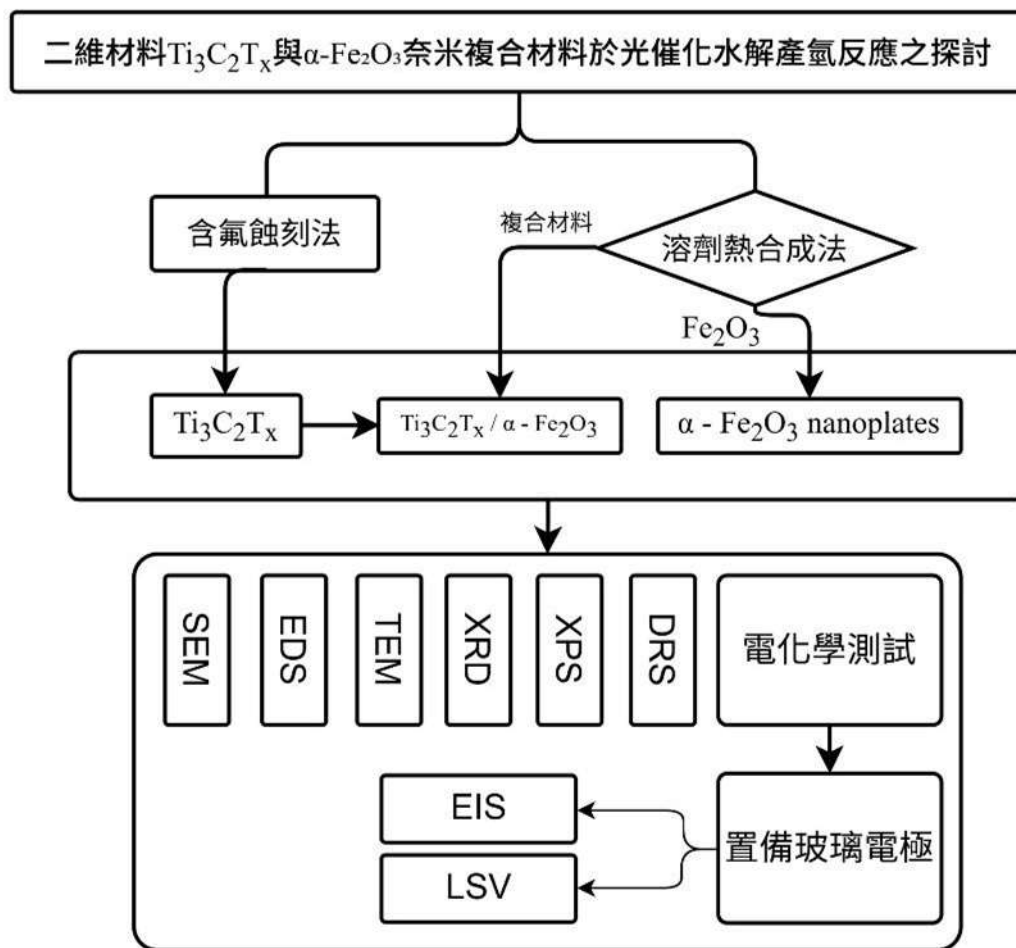 二維材料Ti₃C₂Tₓ與α-Fe₂O₃奈米複合材料於光催化水解產氫反應之探討
含氟蝕刻法
複合材料
溶劑熱合成法
Fe₂O₃
Ti₃C₂Tₓ
Ti₃C₂Tₓ / α - Fe₂O₃
α - Fe₂O₃ nanoplates
SEM
EDS
TEM
XRD
XPS
DRS
電化學測試
EIS
LSV
置備玻璃電極